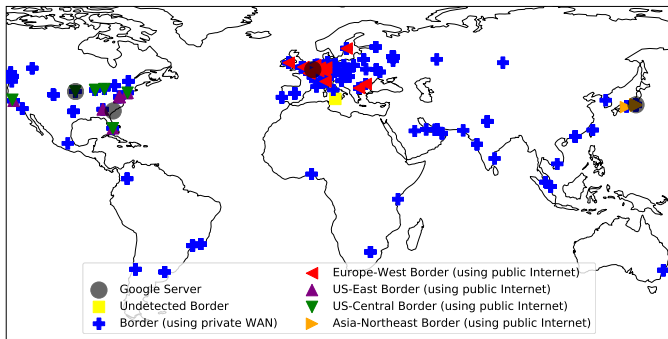 Google Server
Undetected Border
Border (using private WAN)
Europe-West Border (using public Internet)
US-East Border (using public Internet)
US-Central Border (using public Internet)
Asia-Northeast Border (using public Internet)